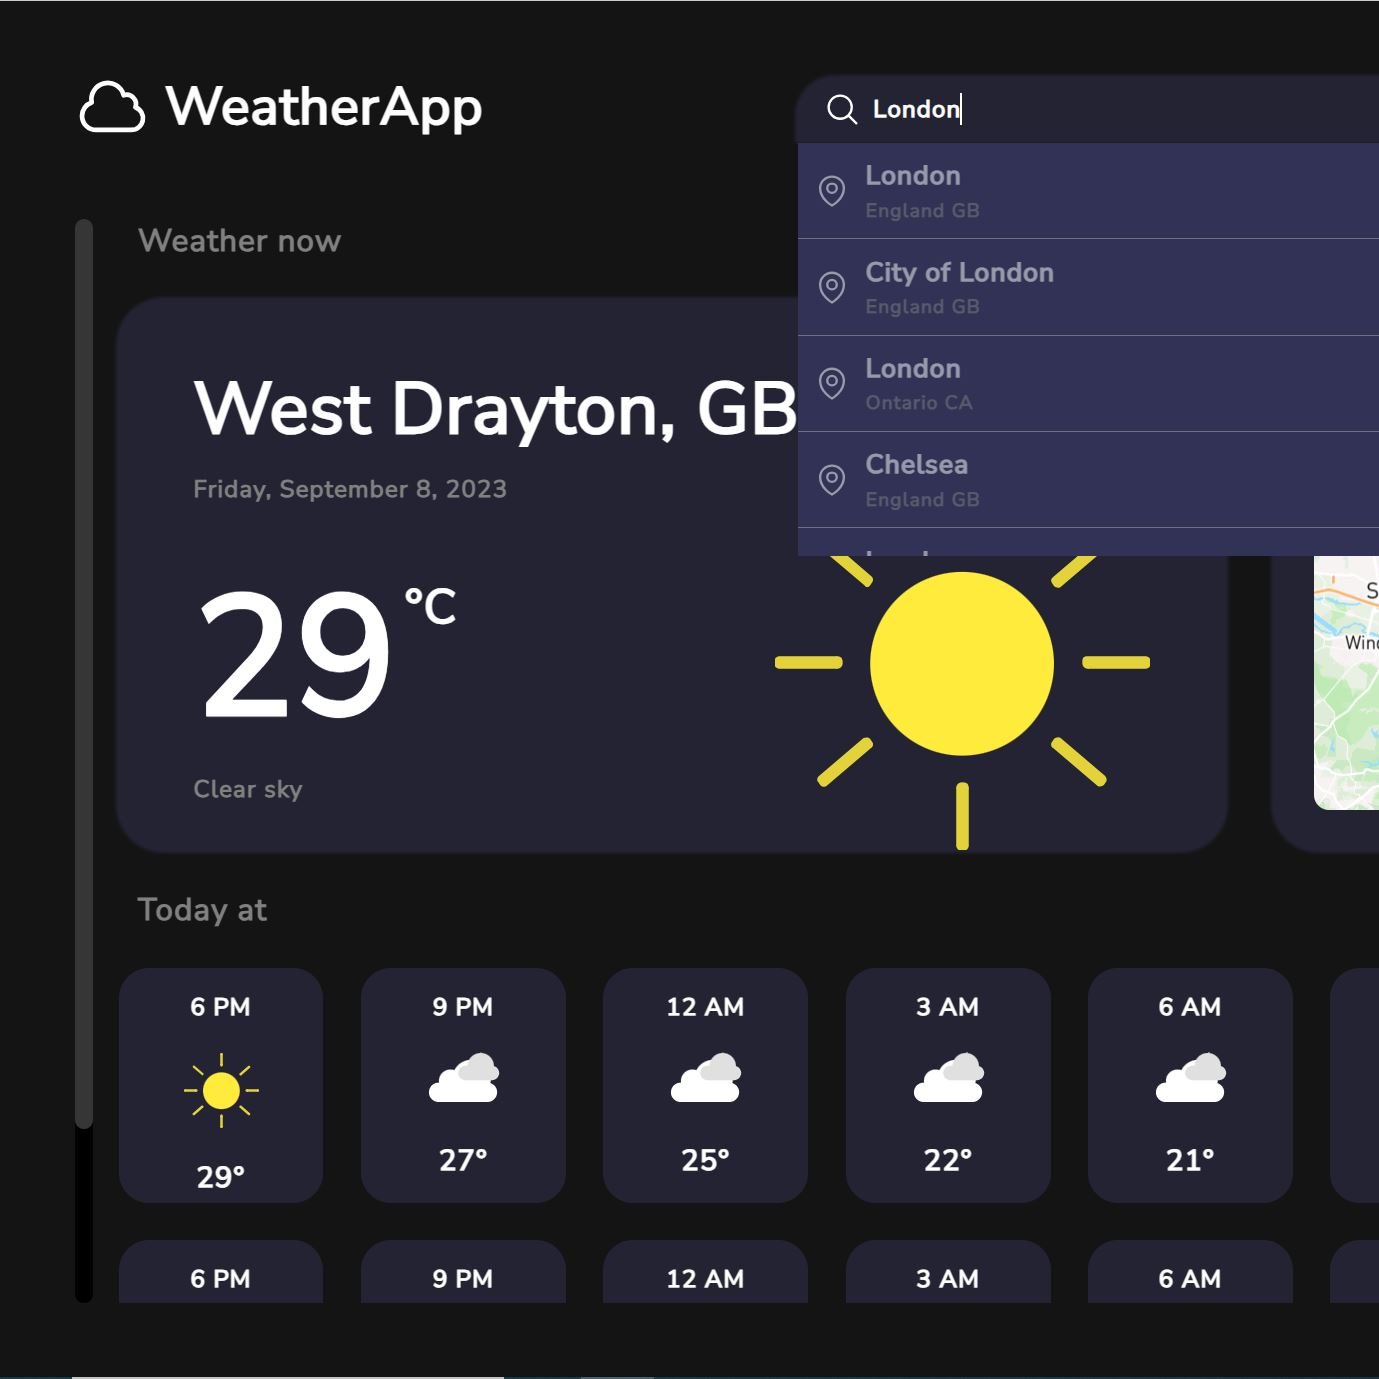 WeatherApp
London
London
England GB
City of London
England GB
London
Ontario CA
Chelsea
England GB
Weather now
West Drayton, GB
Friday, September 8, 2023
29 °C
Clear sky
Today at
6 PM 9 PM 12 AM 3 AM 6 AM
29° 27° 25° 22° 21°
6 PM 9 PM 12 AM 3 AM 6 AM